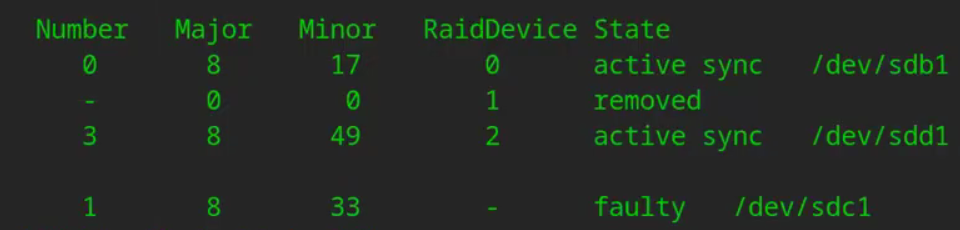 Number Major Minor RaidDevice State
0 8 17 0 active sync /dev/sdb1
- 0 0 1 removed
3 8 49 2 active sync /dev/sdd1
1 8 33 - faulty /dev/sdc1